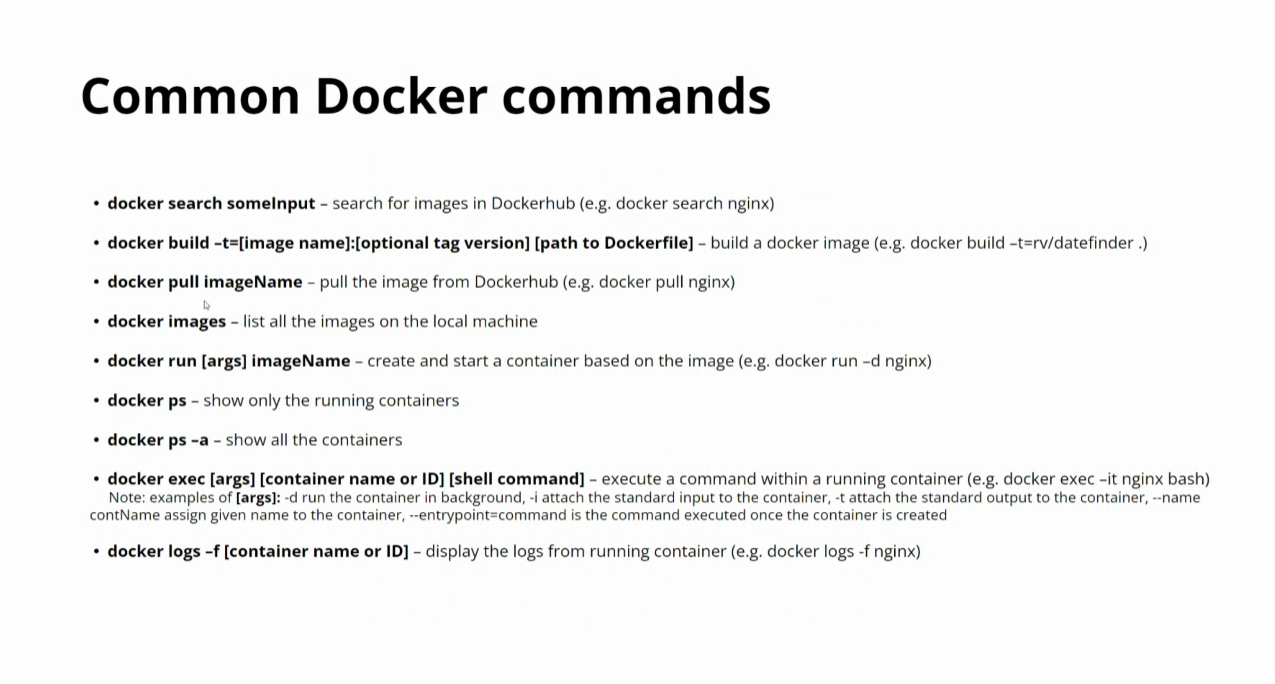 Common Docker commands
• docker search someInput – search for images in Dockerhub (e.g. docker search nginx)
• docker build –t=[image name]:[optional tag version] [path to Dockerfile] – build a docker image (e.g. docker build –t=rv/datefinder .)
• docker pull imageName – pull the image from Dockerhub (e.g. docker pull nginx)
• docker images – list all the images on the local machine
• docker run [args] imageName – create and start a container based on the image (e.g. docker run –d nginx)
• docker ps – show only the running containers
• docker ps –a – show all the containers
• docker exec [args] [container name or ID] [shell command] – execute a command within a running container (e.g. docker exec –it nginx bash)
Note: examples of [args]: -d run the container in background, -i attach the standard input to the container, -t attach the standard output to the container, --name
contName assign given name to the container, --entrypoint=command is the command executed once the container is created
• docker logs –f [container name or ID] – display the logs from running container (e.g. docker logs -f nginx)